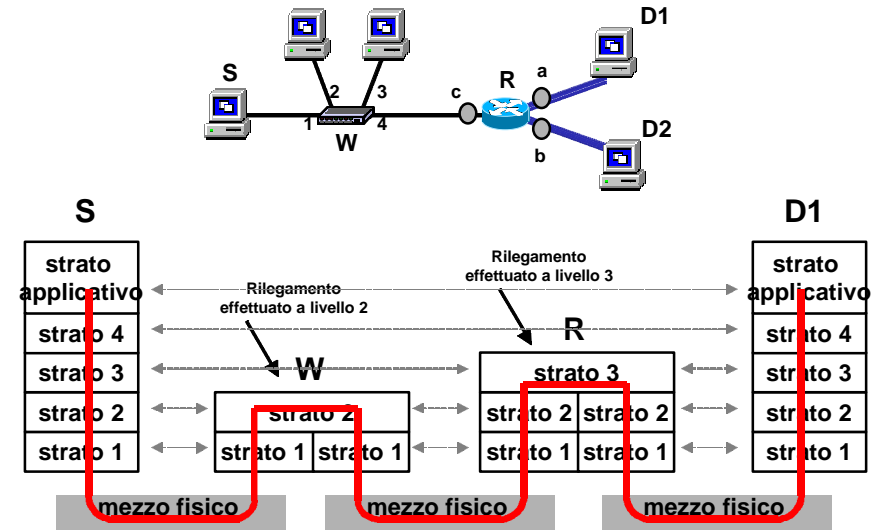 D1
S
2
3
c
R
a
1
4
W
b
D2
S
D1
strato
applicativo
Rilegamento
effettuato a livello 2
Rilegamento
effettuato a livello 3
strato
applicativo
strato 4
R
strato 4
strato 3
W
strato 3
strato 3
strato 2
strato 2
strato 2
strato 2
strato 2
strato 1
strato 1
strato 1
strato 1
strato 1
strato 1
mezzo fisico
mezzo fisico
mezzo fisico